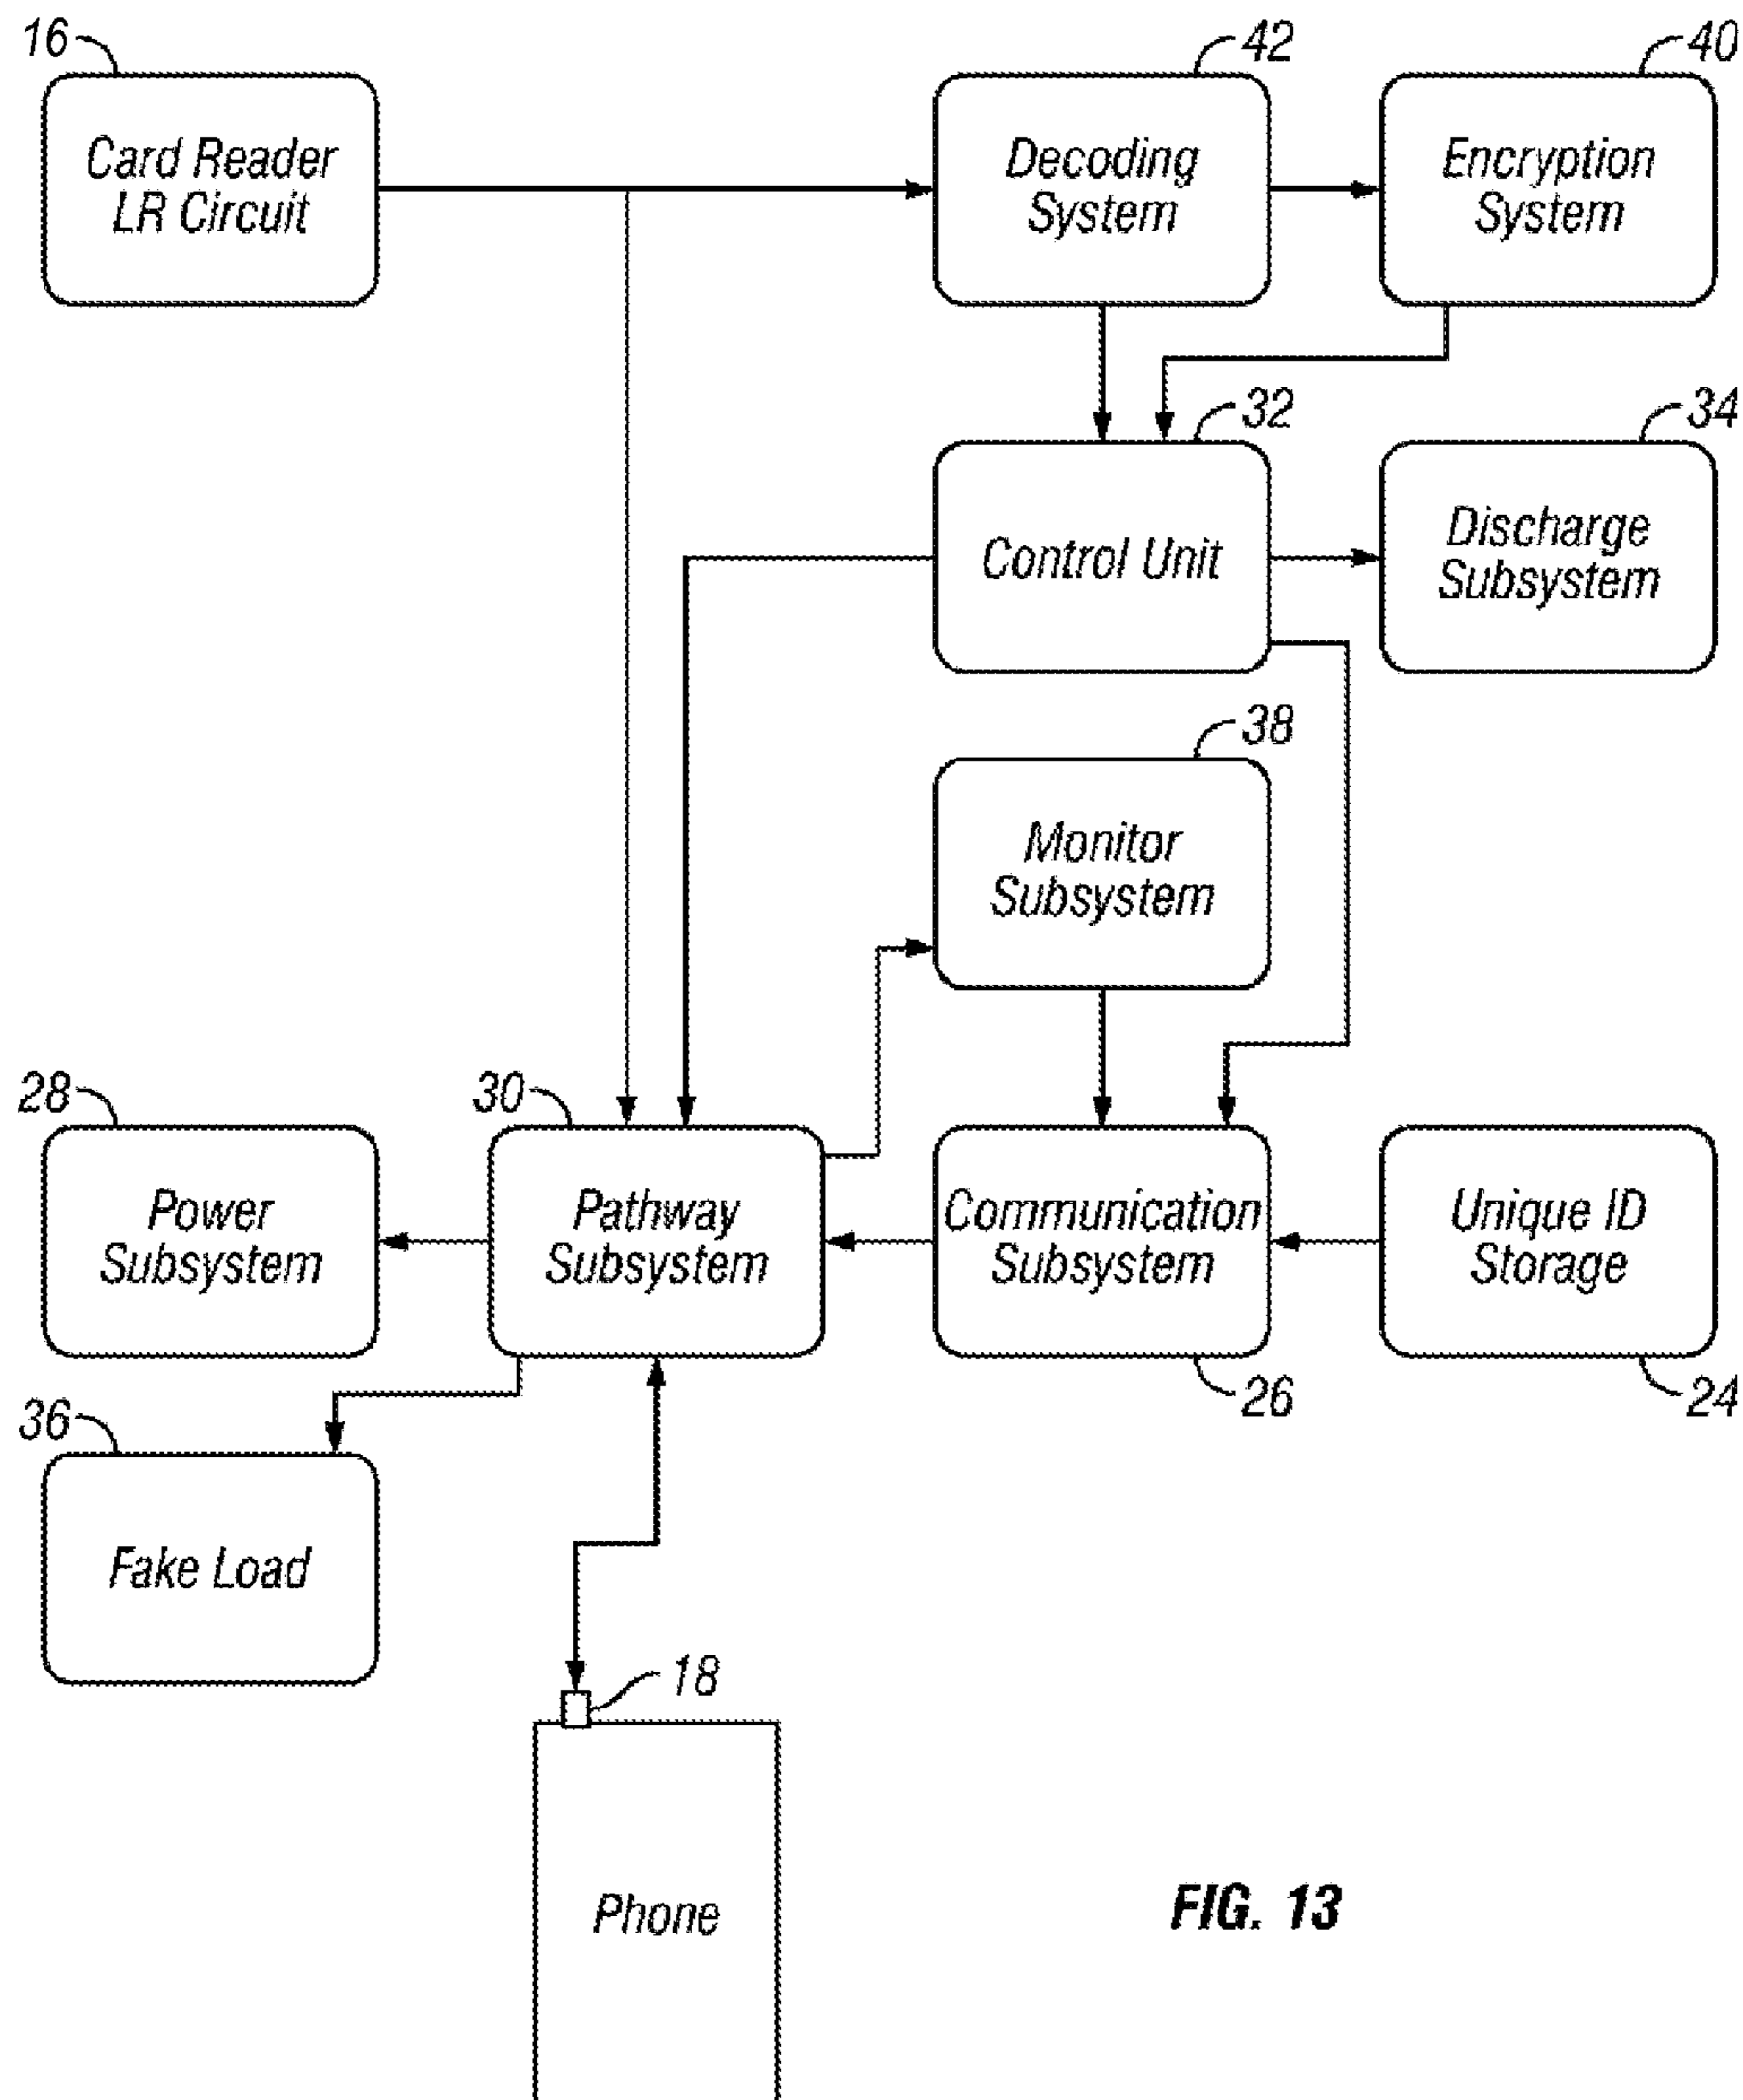 16
42
40
Card Reader
LR Circuit
Decoding
System
Encryption
System
32
34
Control Unit
Discharge
Subsystem
38
Monitor
Subsystem
28
30
Power
Subsystem
Pathway
Subsystem
Communication
Subsystem
Unique ID
Storage
26
24
36
Fake Load
18
Phone
FIG. 13